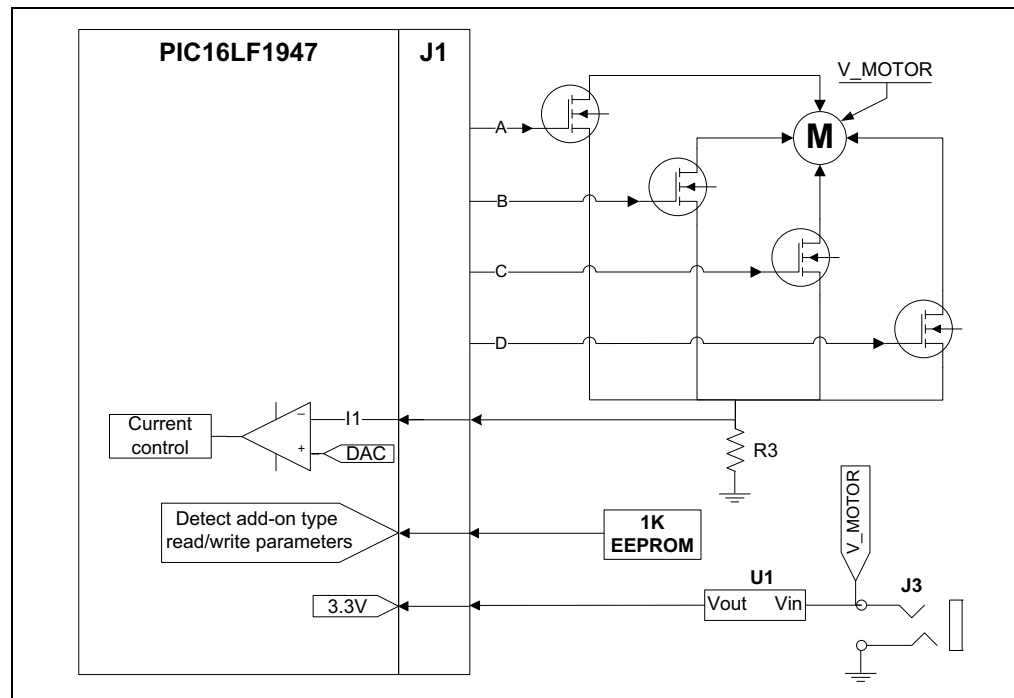 PIC16LF1947
J1
V_MOTOR
M
A
B
C
D
I1
Current
control
−
+
DAC
R3
Detect add-on type
read/write parameters
1K
EEPROM
V_MOTOR
U1
J3
3.3V
Vout
Vin